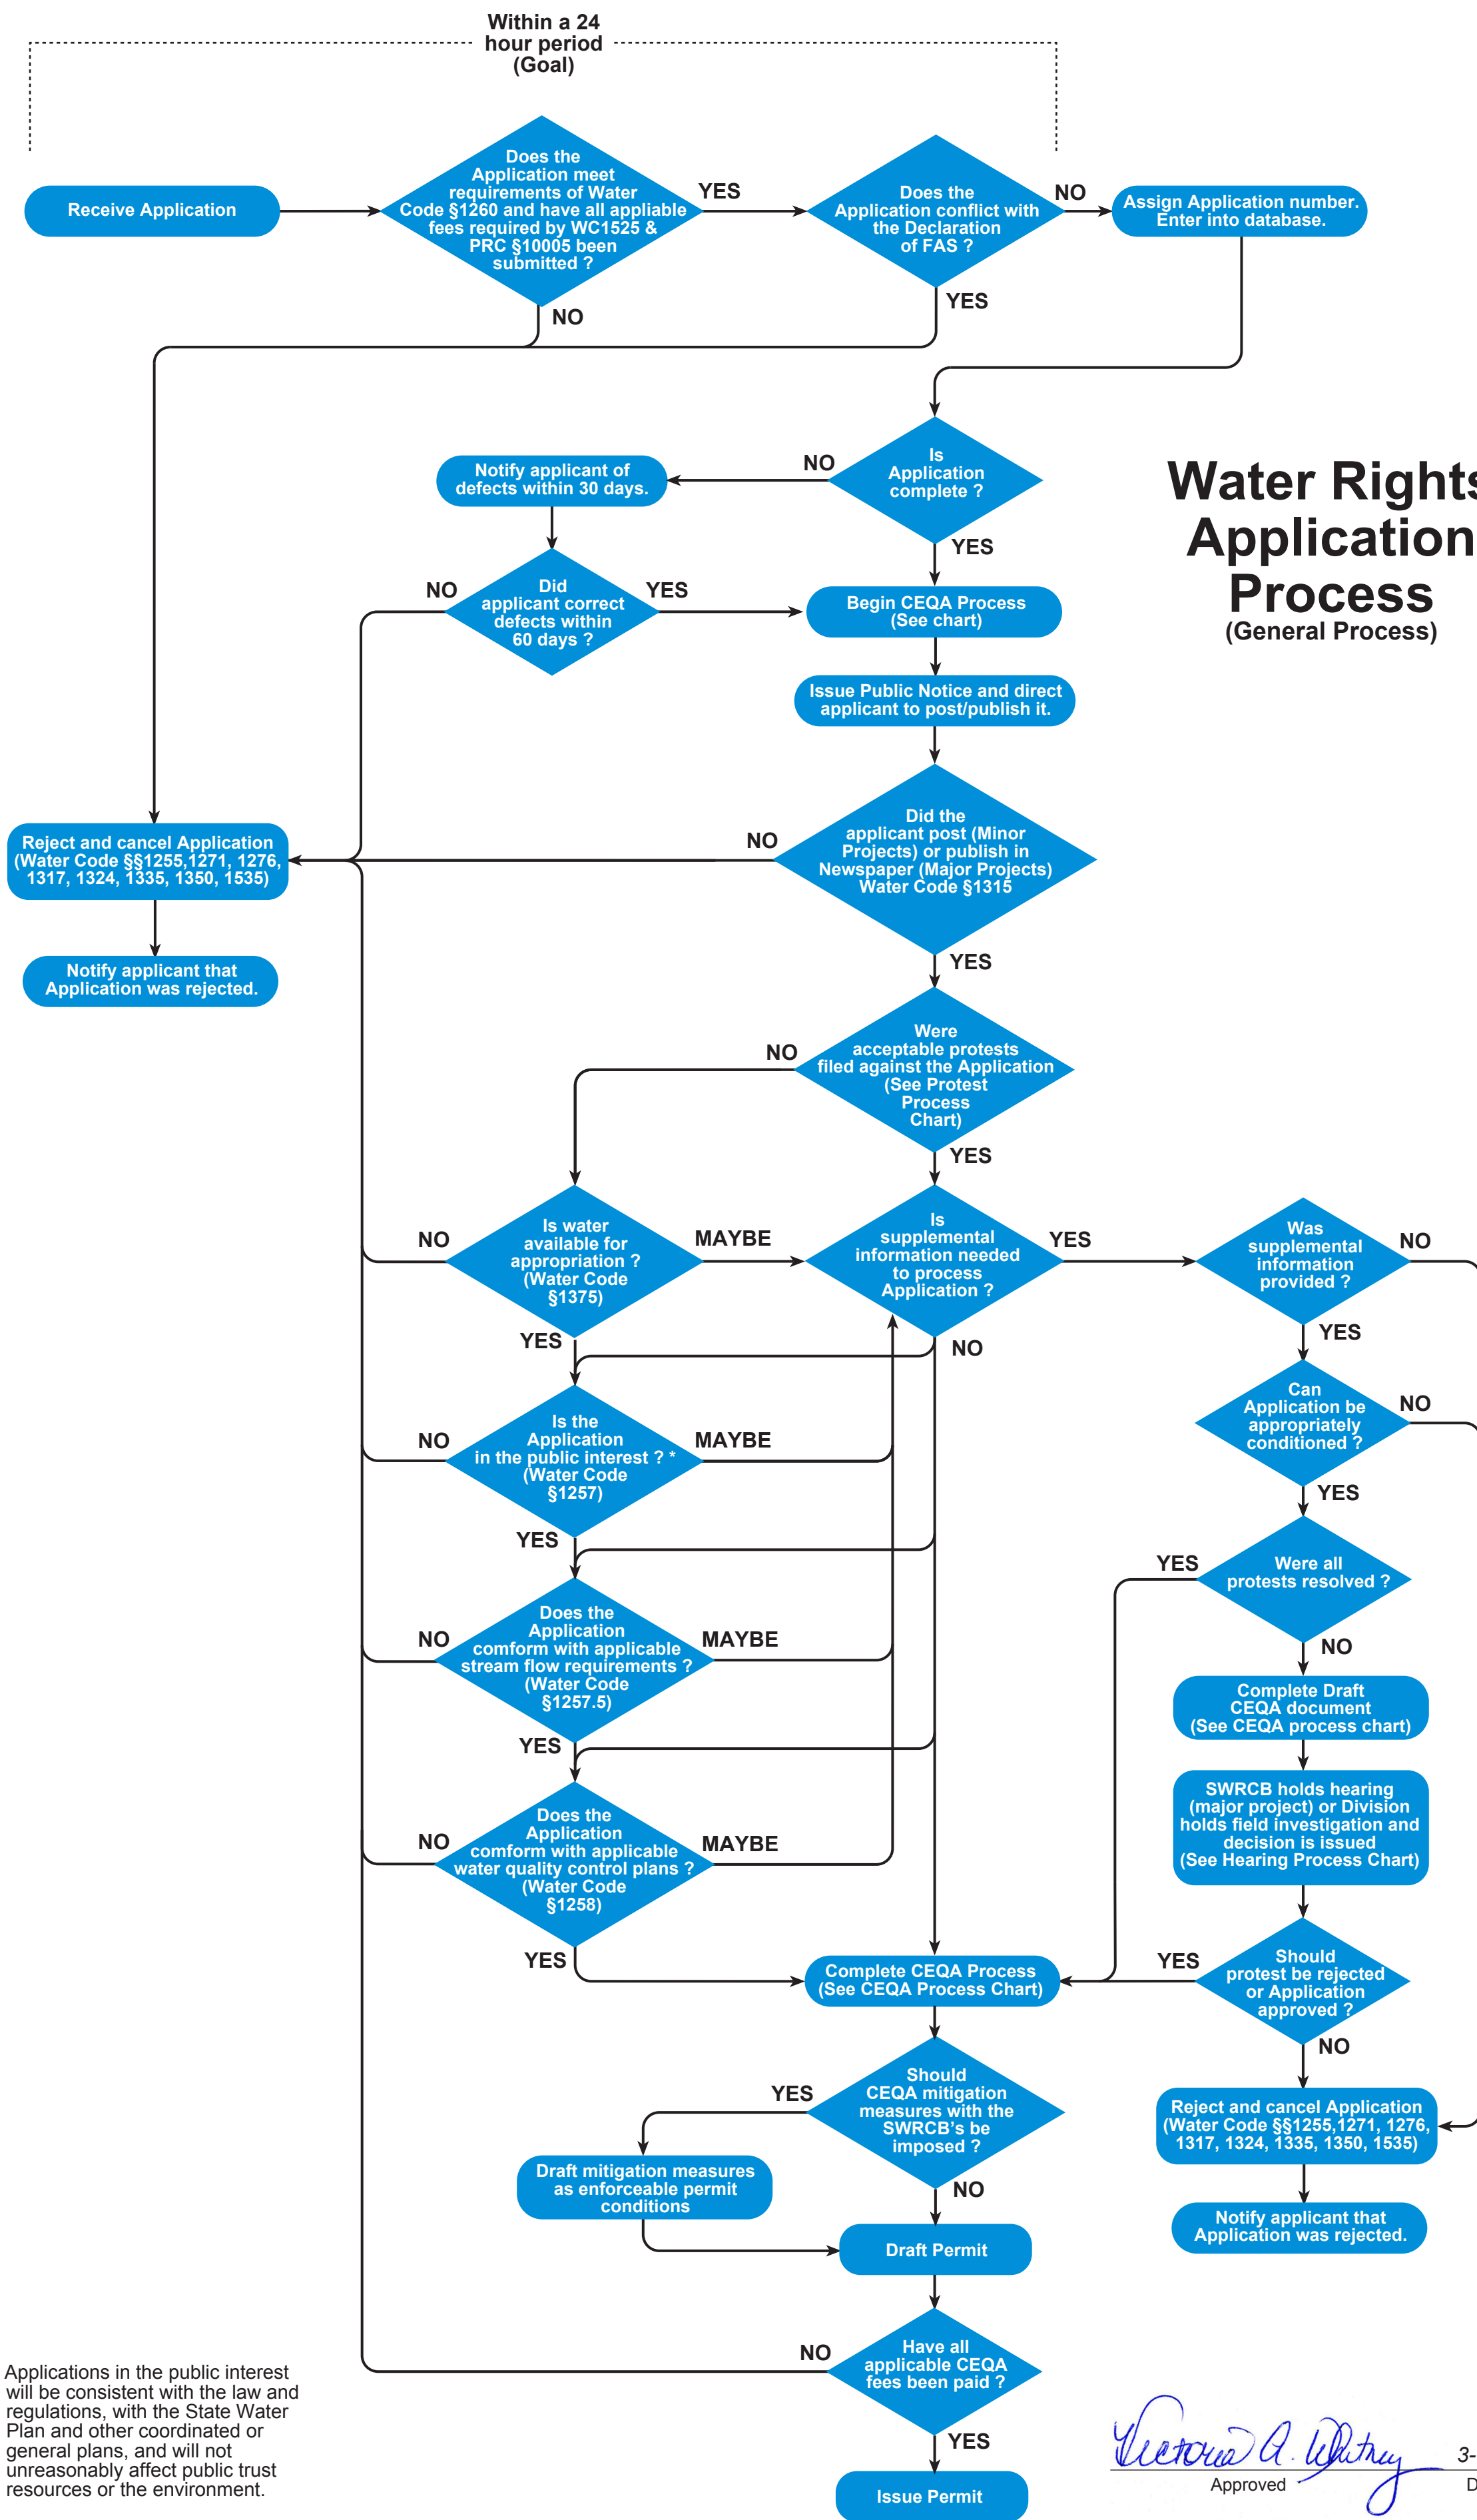 Within a 24
hour period
(Goal)
Receive Application
Does the
Application meet
requirements of Water
Code §1260 and have all appliable
fees required by WC1525 &
PRC §10005 been
submitted ?
YES
NO
Does the
Application conflict with
the Declaration
of FAS ?
NO
YES
Assign Application number.
Enter into database.
Water Rights
Application
Process
(General Process)
Is
Application
complete ?
NO
YES
Notify applicant of
defects within 30 days.
Did
applicant correct
defects within
60 days ?
NO
YES
Begin CEQA Process
(See chart)
Issue Public Notice and direct
applicant to post/publish it.
Did the
applicant post (Minor
Projects) or publish in
Newspaper (Major Projects)
Water Code §1315
NO
YES
Reject and cancel Application
(Water Code §§1255,1271, 1276,
1317, 1324, 1335, 1350, 1535)
Notify applicant that
Application was rejected.
Were
acceptable protests
filed against the Application
(See Protest
Process
Chart)
NO
YES
Is water
available for
appropriation ?
(Water Code
§1375)
NO
MAYBE
YES
Is
supplemental
information needed
to process
Application ?
YES
NO
Was
supplemental
information
provided ?
NO
YES
Can
Application be
appropriately
conditioned ?
NO
YES
Is the
Application
in the public interest ? *
(Water Code
§1257)
NO
MAYBE
YES
Were all
protests resolved ?
YES
NO
Does the
Application
comform with applicable
stream flow requirements ?
(Water Code
§1257.5)
NO
MAYBE
YES
Complete Draft
CEQA document
(See CEQA process chart)
SWRCB holds hearing
(major project) or Division
holds field investigation and
decision is issued
(See Hearing Process Chart)
Does the
Application
comform with applicable
water quality control plans ?
(Water Code
§1258)
NO
MAYBE
YES
Complete CEQA Process
(See CEQA Process Chart)
Should
protest be rejected
or Application
approved ?
YES
NO
Should
CEQA mitigation
measures with the
SWRCB's be
imposed ?
YES
NO
Reject and cancel Application
(Water Code §§1255,1271, 1276,
1317, 1324, 1335, 1350, 1535)
Notify applicant that
Application was rejected.
Draft mitigation measures
as enforceable permit
conditions
Draft Permit
Have all
applicable CEQA
fees been paid ?
NO
YES
Issue Permit
Applications in the public interest
will be consistent with the law and
regulations, with the State Water
Plan and other coordinated or
general plans, and will not
unreasonably affect public trust
resources or the environment.
Victoria A. Whitney
3-
Approved